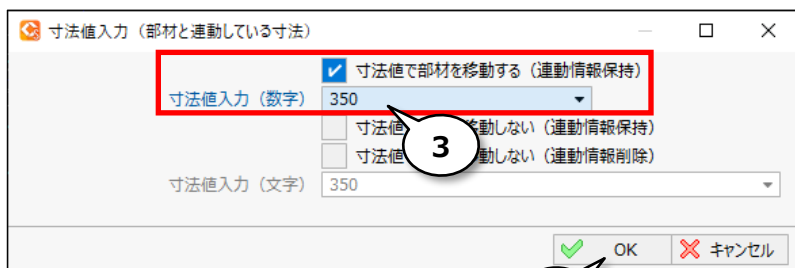 寸法値入力（部材と連動している寸法）
寸法値で部材を移動する（連動情報保持）
寸法値入力（数字） 350
寸法 移動しない（連動情報保持）
寸法値 動しない（連動情報削除）
3
寸法値入力（文字） 350
OK キャンセル